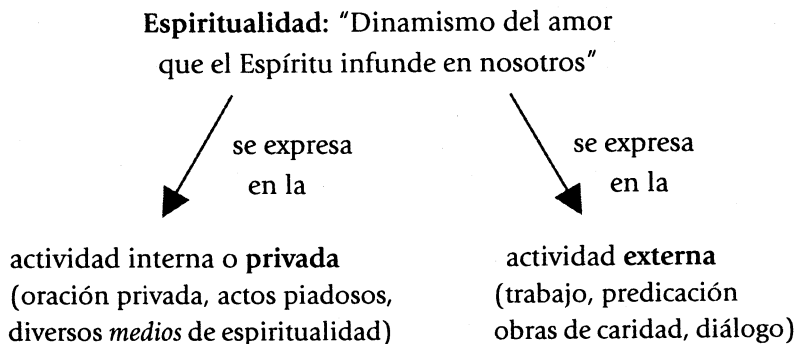 Espiritualidad: “Dinamismo del amor
que el Espíritu infunde en nosotros”
se expresa
en la
se expresa
en la
actividad interna o privada
(oración privada, actos piadosos,
diversos medios de espiritualidad)
actividad externa
(trabajo, predicación
obras de caridad, diálogo)